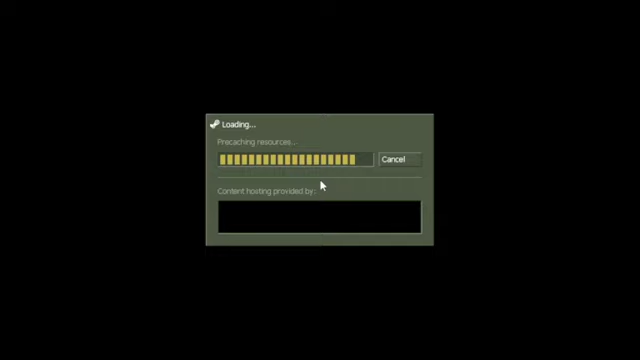 Loading...
Precaching resources...
Cancel
Content hosting provided by: